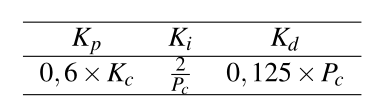 K_p K_i K_d
0,6 × K_c 2/P_c 0,125 × P_c